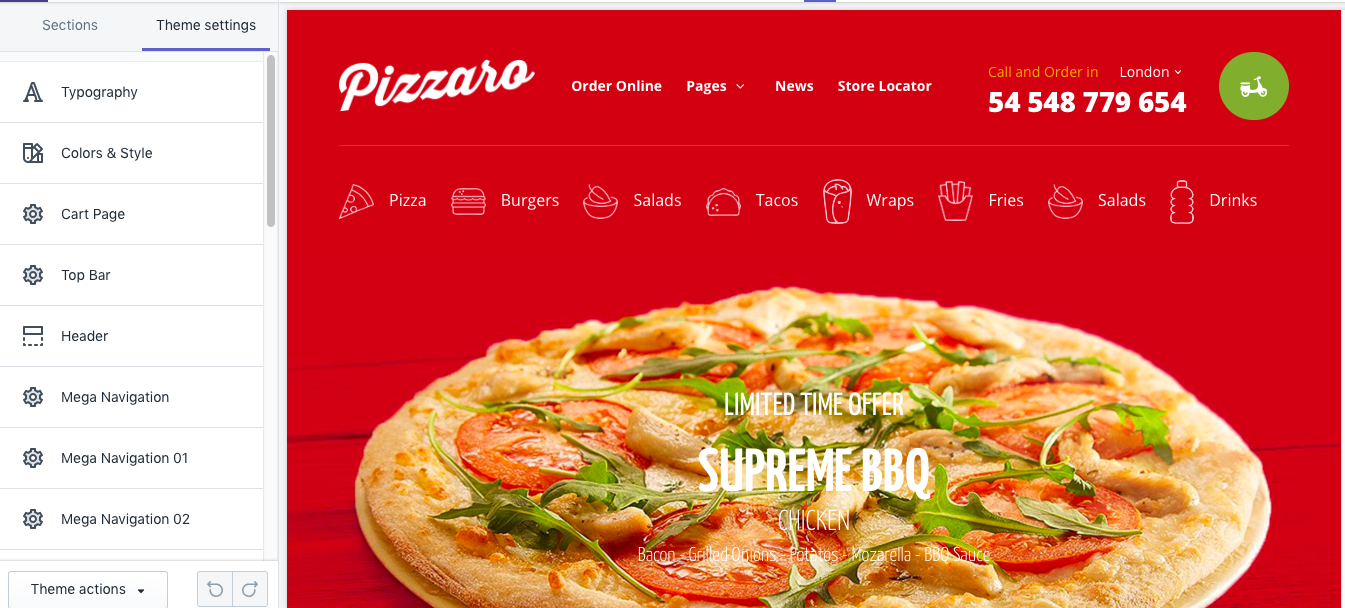 Sections Theme settings
Typography
Colors & Style
Cart Page
Top Bar
Header
Mega Navigation
Mega Navigation 01
Mega Navigation 02
Theme actions
Pizzaro
Order Online Pages News Store Locator
Call and Order in London
54 548 779 654
Pizza Burgers Salads Tacos Wraps Fries Salads Drinks
LIMITED TIME OFFER
SUPREME BBQ
CHICKEN
Bacon - Grilled Onions - Potatos - Mozarella - BBQ Sauce